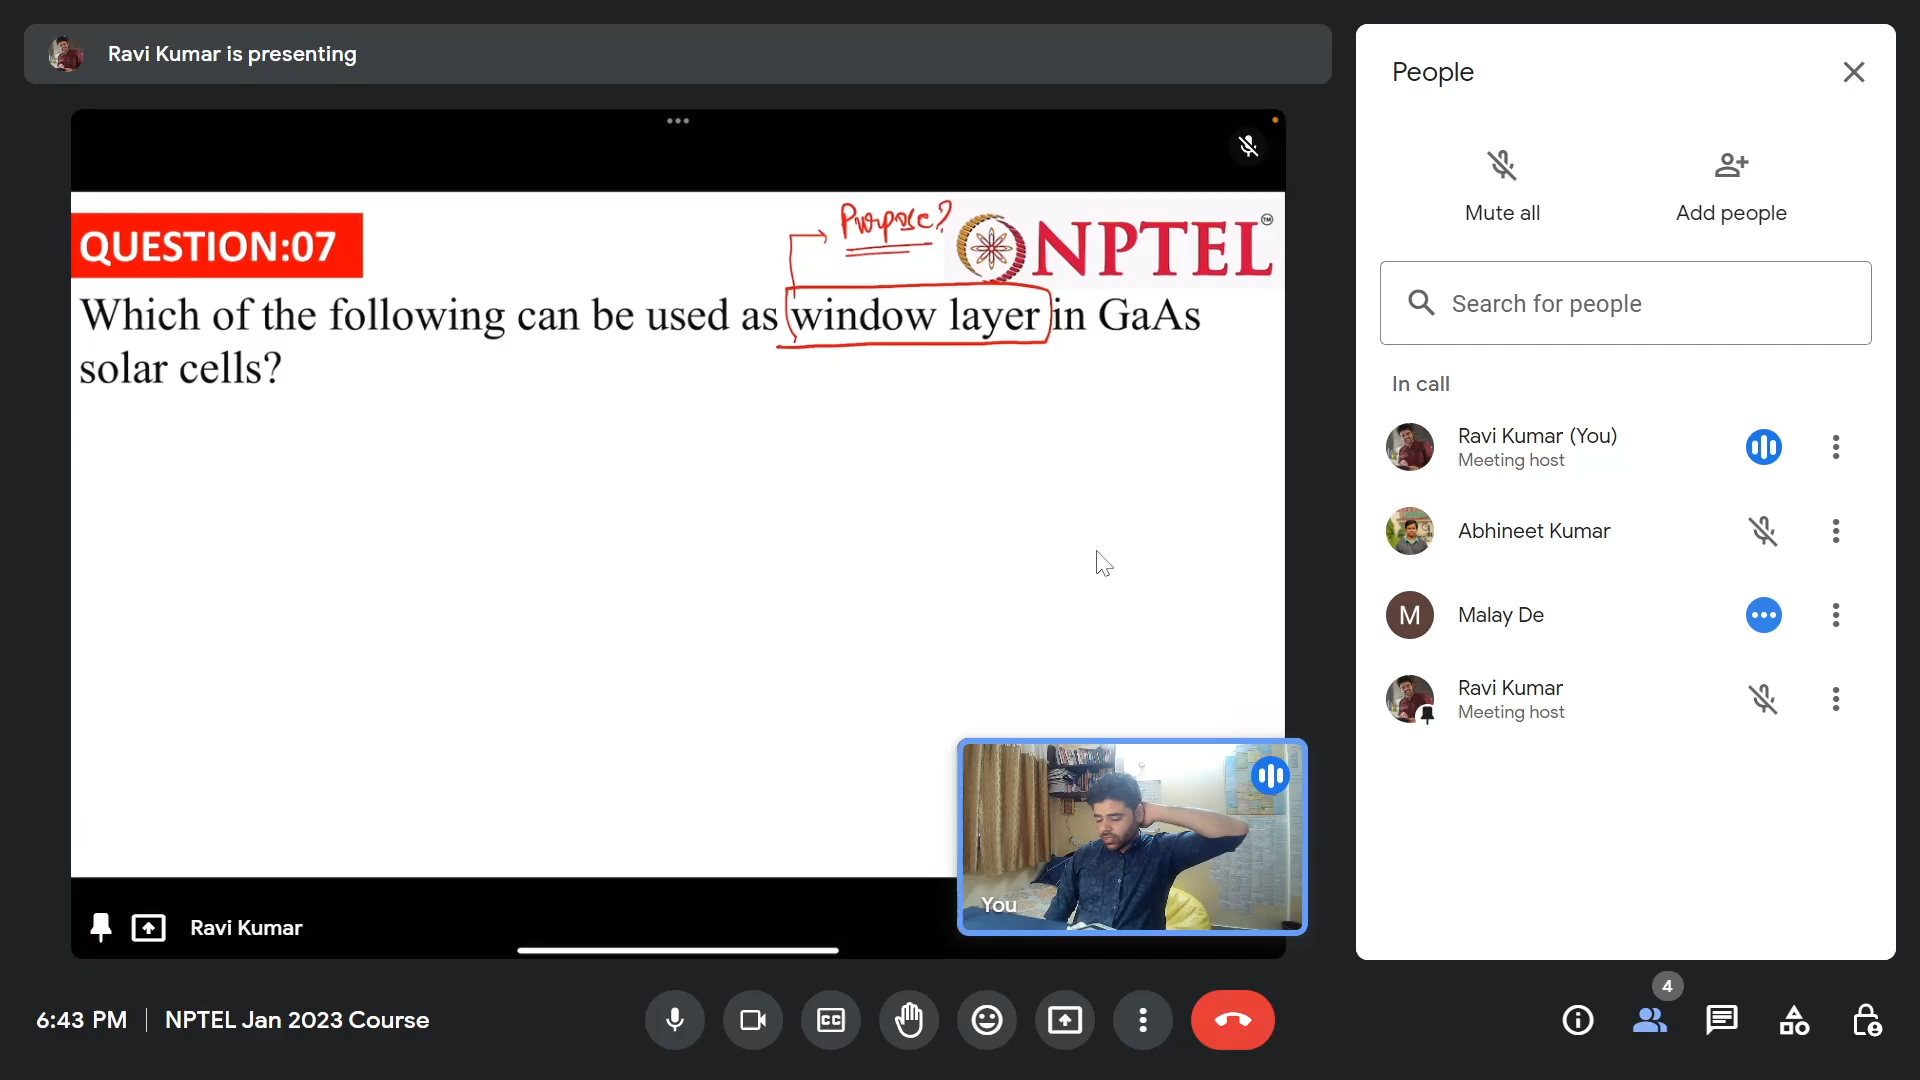 Ravi Kumar is presenting
QUESTION:07
Purpose?
NPTEL™
Which of the following can be used as window layer in GaAs
solar cells?
You
Ravi Kumar
6:43 PM | NPTEL Jan 2023 Course
CC
People
Mute all
Add people
Search for people
In call
Ravi Kumar (You)
Meeting host
Abhineet Kumar
M
Malay De
Ravi Kumar
Meeting host
4